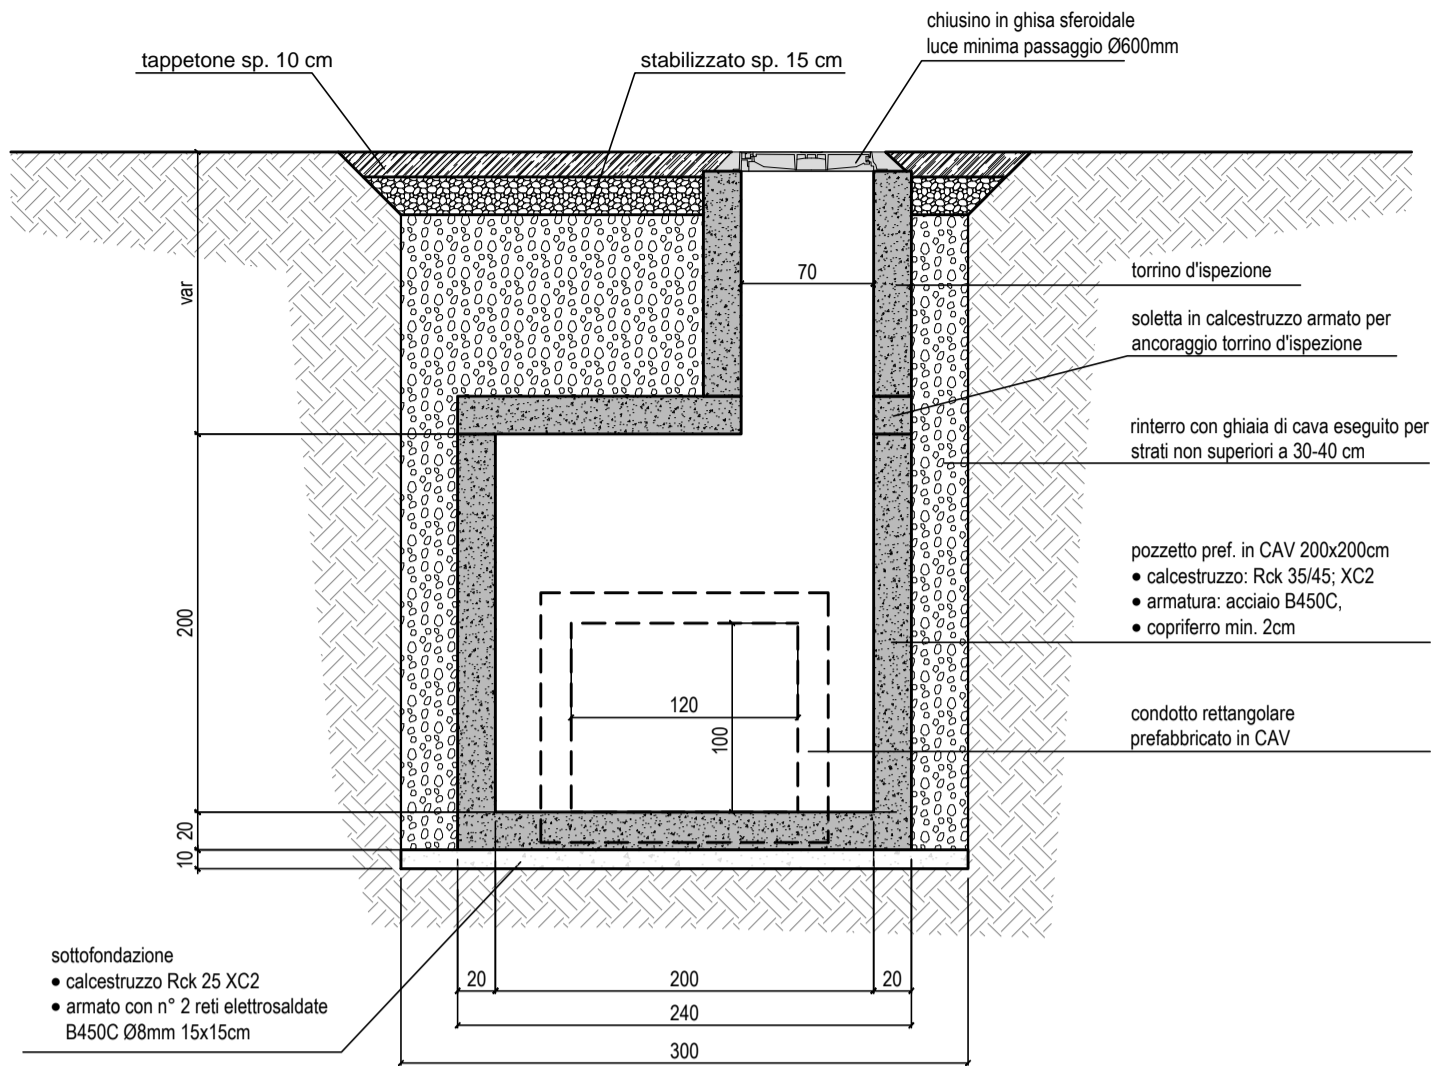 chiusino in ghisa sferoidale
luce minima passaggio Ø600mm
tappetone sp. 10 cm
stabilizzato sp. 15 cm
var
70
torrino d'ispezione
soletta in calcestruzzo armato per
ancoraggio torrino d'ispezione
rinterro con ghiaia di cava eseguito per
strati non superiori a 30-40 cm
pozzetto pref. in CAV 200x200cm
● calcestruzzo: Rck 35/45; XC2
● armatura: acciaio B450C,
● copriferro min. 2cm
200
120
100
condotto rettangolare
prefabbricato in CAV
20
10
sottofondazione
● calcestruzzo Rck 25 XC2
● armato con n° 2 reti elettrosaldate
B450C Ø8mm 15x15cm
20
200
20
240
300